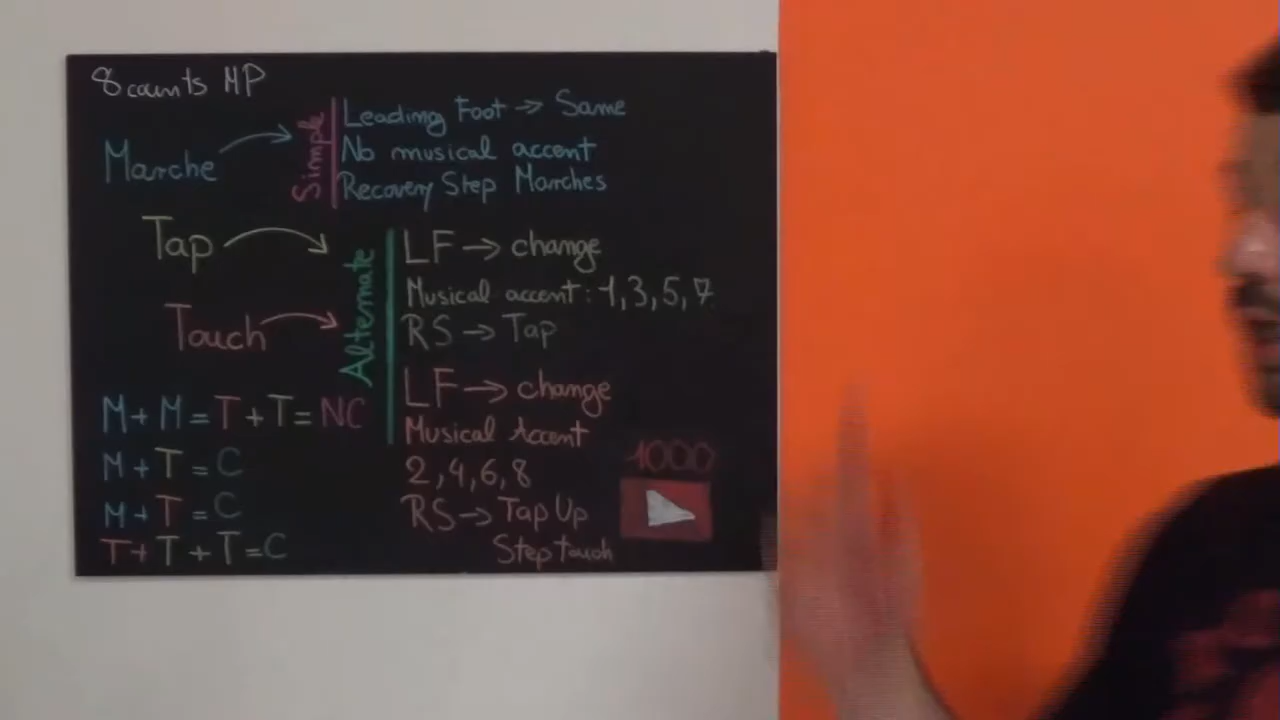 8 counts MP
Marche
Simple
Leading Foot → Same
No musical accent
Recovery Step Marches
Tap
Touch
Alternate
LF → change
Musical accent: 1, 3, 5, 7
RS → Tap
LF → change
Musical Accent
2, 4, 6, 8
RS → Tap Up
Step touch
M + M = T + T = NC
M + T = C
M + T = C
T + T + T = C
1000